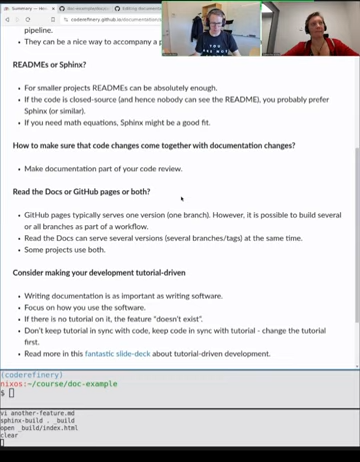 coderefinery.github.io/documentation/
pipeline.
They can be a nice way to accompany a p
READMEs or Sphinx?
For smaller projects READMEs can be absolutely enough.
If the code is closed-source (and hence nobody can see the README), you probably prefer
Sphinx (or similar).
If you need math equations, Sphinx might be a good fit.
How to make sure that code changes come together with documentation changes?
Make documentation part of your code review.
Read the Docs or GitHub pages or both?
GitHub pages typically serves one version (one branch). However, it is possible to build several
or all branches as part of a workflow.
Read the Docs can serve several versions (several branches/tags) at the same time.
Some projects use both.
Consider making your development tutorial-driven
Writing documentation is as important as writing software.
Focus on how you use the software.
If there is no tutorial on it, the feature "doesn't exist".
Don't keep tutorial in sync with code, keep code in sync with tutorial - change the tutorial
first.
Read more in this fantastic slide-deck about tutorial-driven development.
(coderefinery)
nixos:~/course/doc-example
$
vi another-feature.md
sphinx-build . _build
open _build/index.html
clear